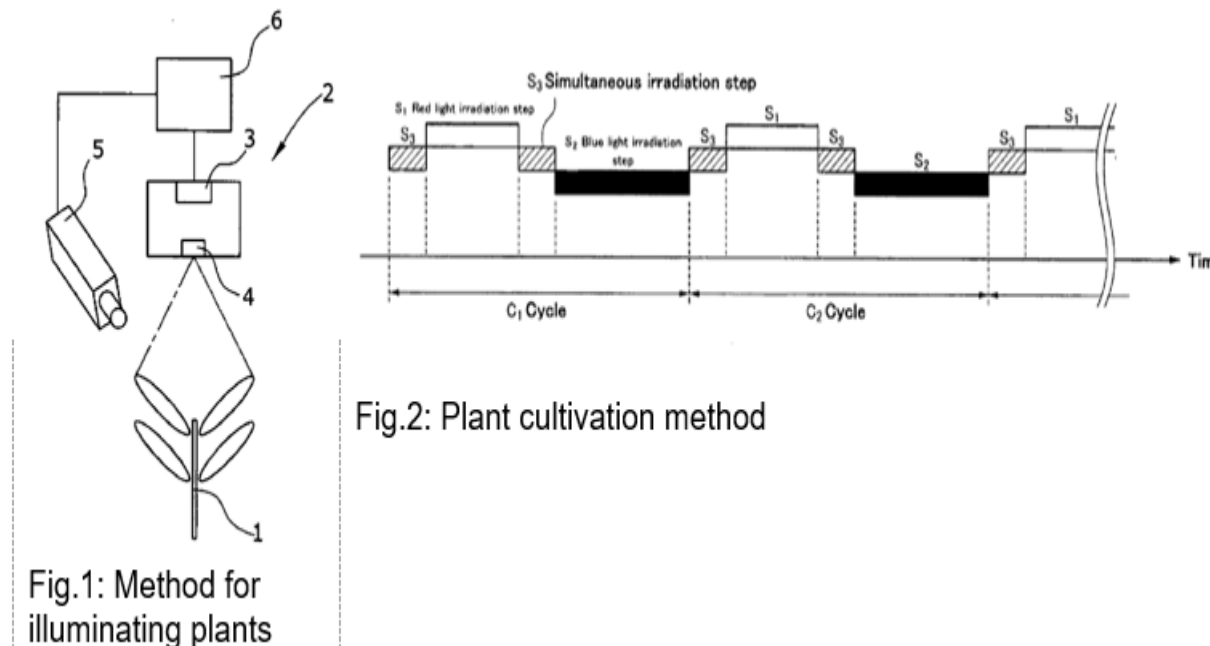 6
2
3
5
4
1
Fig.1: Method for
illuminating plants
S₃ Simultaneous irradiation step
S₁ Red light irradiation step
S₁
S₁
S₃
S₂ Blue light irradiation
step
S₃
S₃
S₃
S₂
Tim
C₁ Cycle
C₂ Cycle
Fig.2: Plant cultivation method